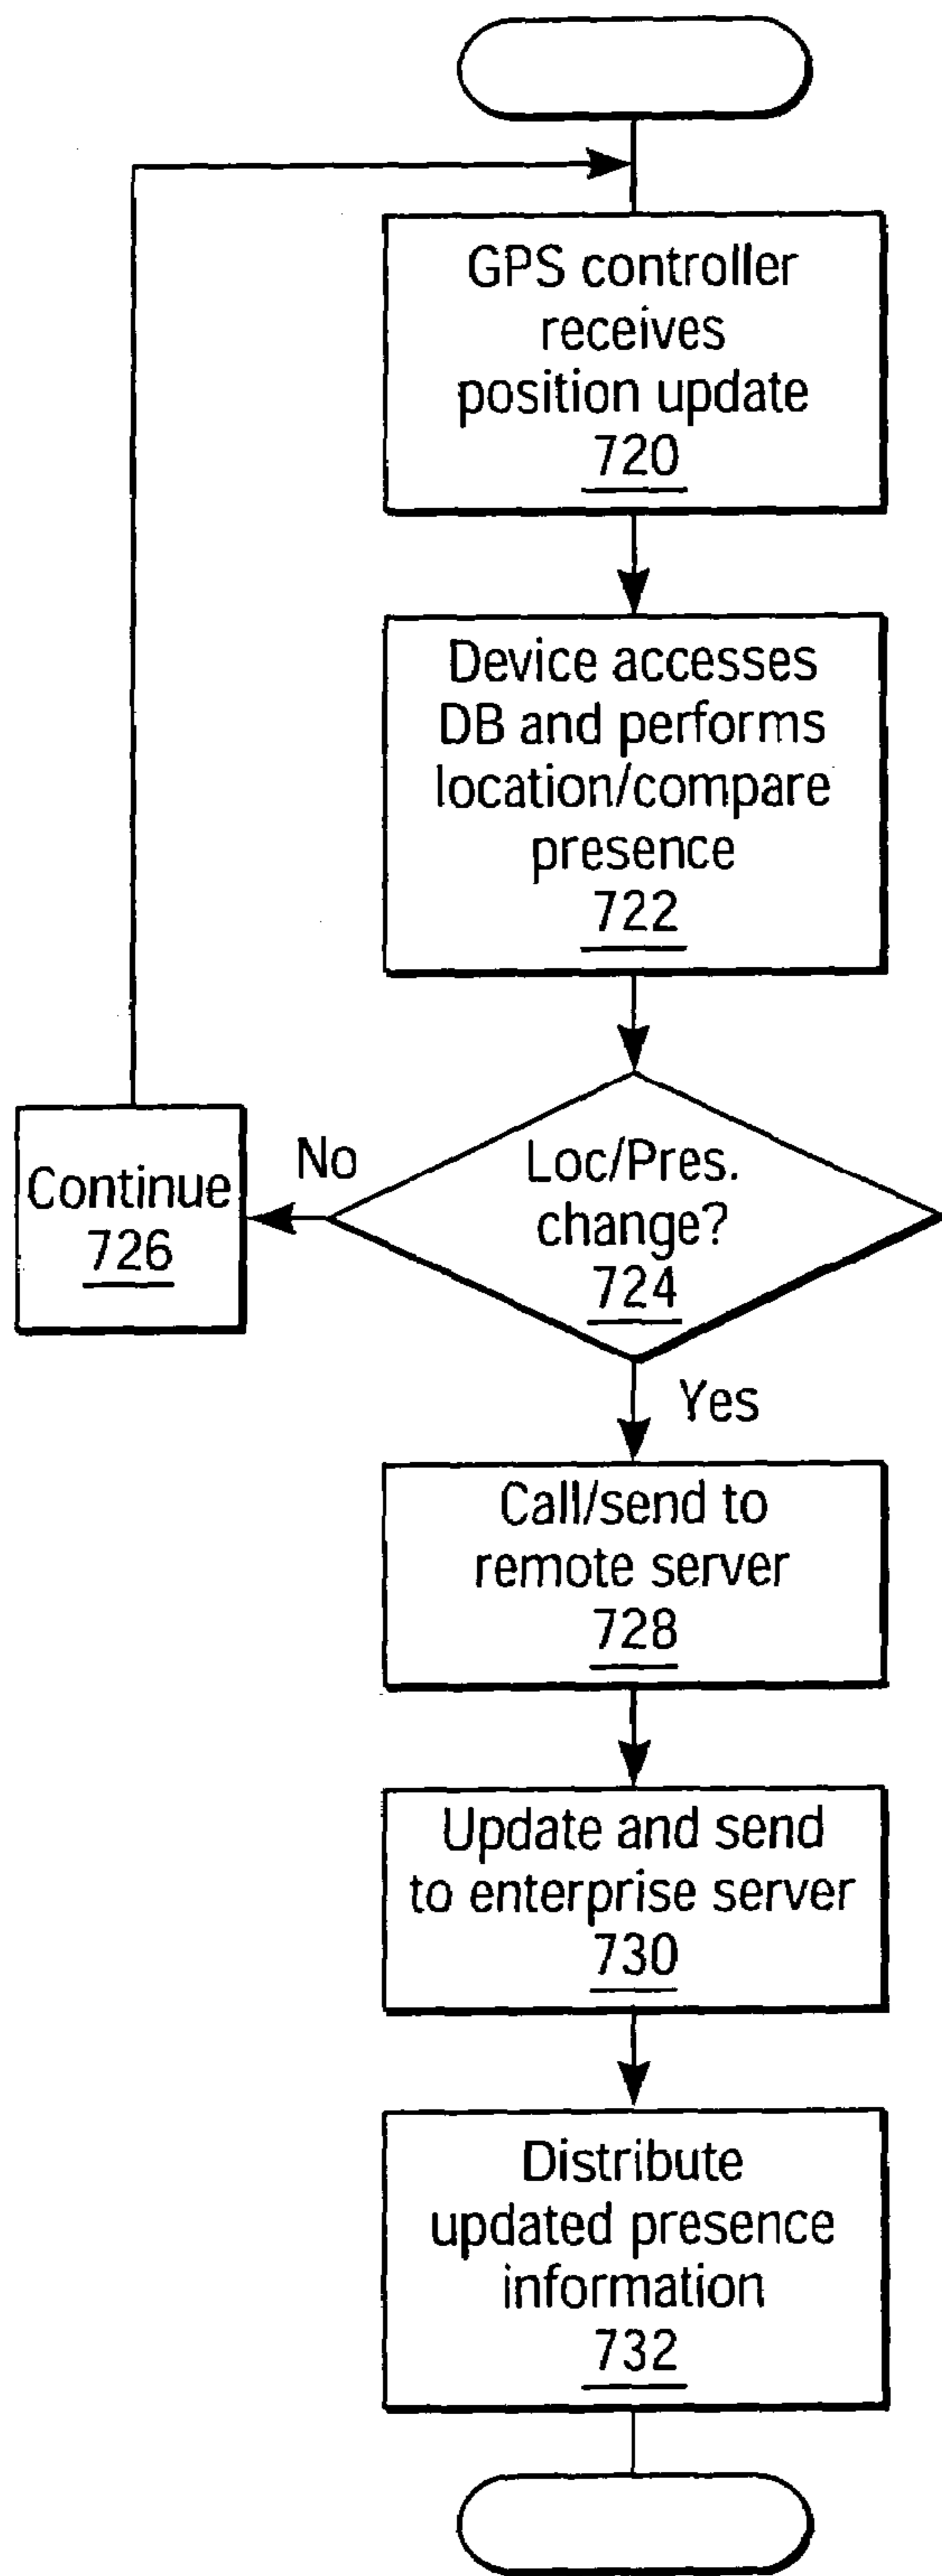 GPS controller
receives
position update
720
Device accesses
DB and performs
location/compare
presence
722
Loc/Pres.
change?
724
No
Continue
726
Yes
Call/send to
remote server
728
Update and send
to enterprise server
730
Distribute
updated presence
information
732